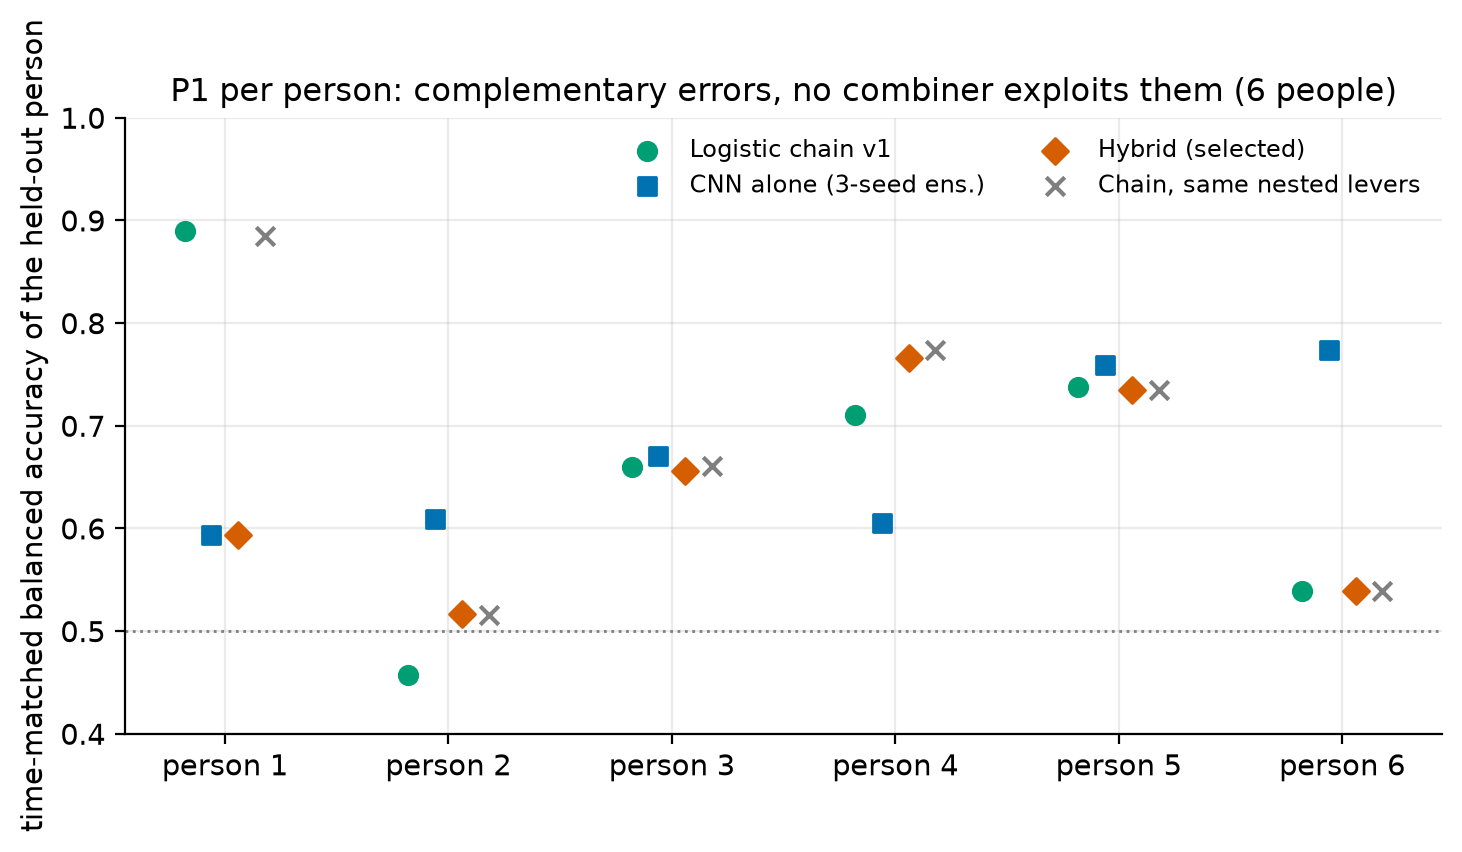 P1 per person: complementary errors, no combiner exploits them (6 people)
time-matched balanced accuracy of the held-out person
1.0
0.9
0.8
0.7
0.6
0.5
0.4
Logistic chain v1
CNN alone (3-seed ens.)
Hybrid (selected)
Chain, same nested levers
person 1
person 2
person 3
person 4
person 5
person 6